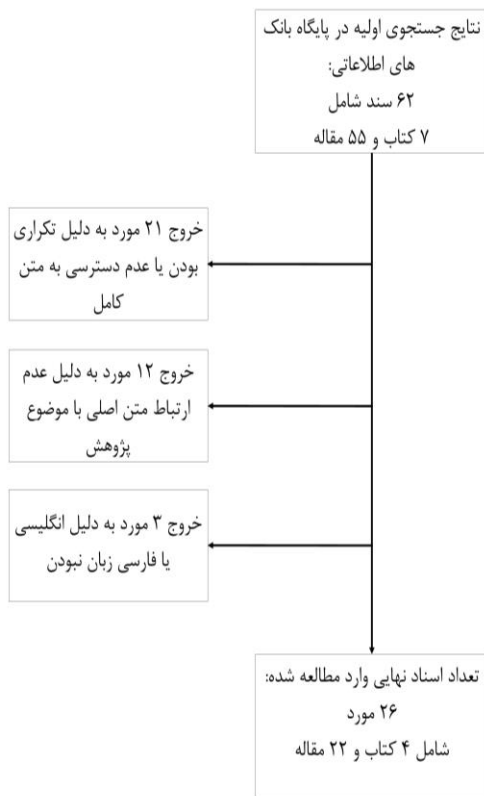 نتایج جستجوی اولیه در پایگاه بانک
های اطلاعاتی:
۶۲ سند شامل
۷ کتاب و ۵۵ مقاله
خروج ۲۱ مورد به دلیل تکراری
بودن یا عدم دسترسی به متن
کامل
خروج ۱۲ مورد به دلیل عدم
ارتباط متن اصلی با موضوع
پژوهش
خروج ۳ مورد به دلیل انگلیسی
یا فارسی زبان نبودن
تعداد اسناد نهایی وارد مطالعه شده:
۲۶ مورد
شامل ۴ کتاب و ۲۲ مقاله